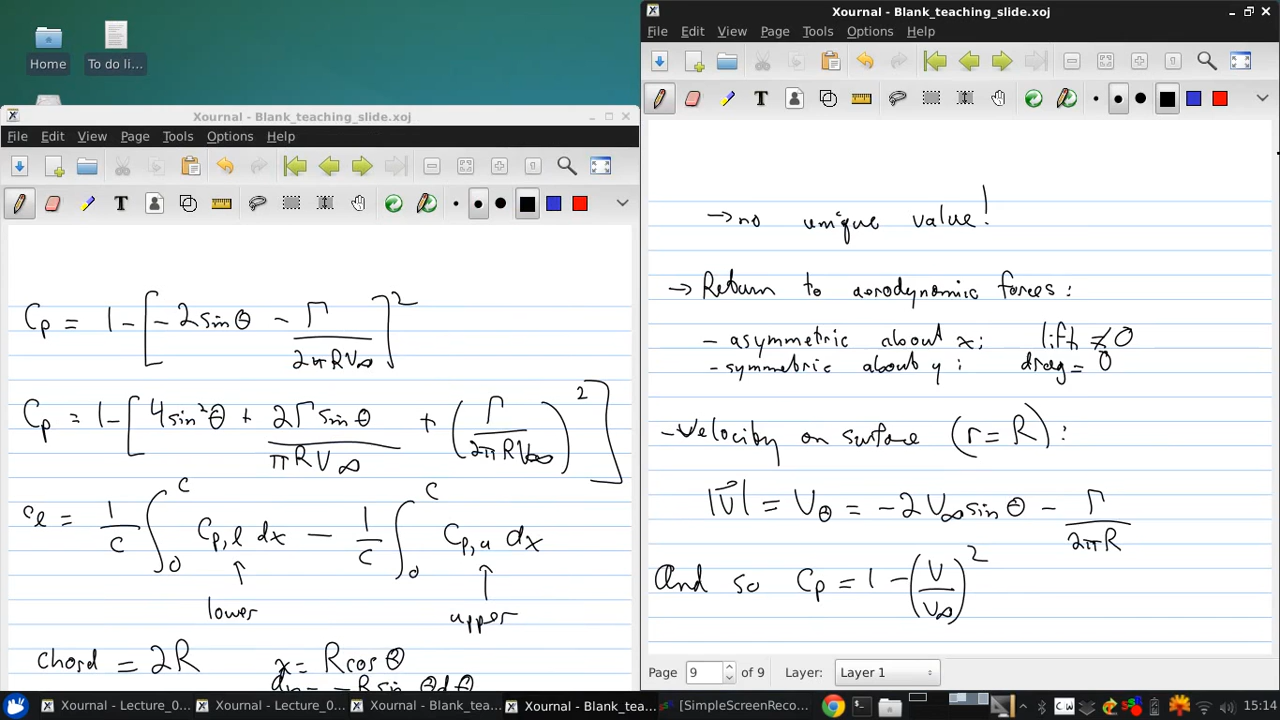 Home
To do li...
Xournal - Blank_teaching_slide.xoj
File Edit View Page Tools Options Help
Cp = 1 - [ -2 sin θ - Γ / 2πRV∞ ]²
Cp = 1 - [ 4 sin²θ + 2Γ sin θ / πRV∞ + ( Γ / 2πRV∞ )² ]
cl = 1/c ∫₀ᶜ Cp,l dx - 1/c ∫₀ᶜ Cp,u dx
↑ ↑
lower upper
chord = 2R x = R cos θ
dx = -R sin θ dθ
Xournal - Blank_teaching_slide.xoj
File Edit View Page Tools Options Help
→ no unique value!
→ Return to aerodynamic forces:
- asymmetric about x: lift ≠ 0
- symmetric about y: drag = 0
- Velocity on surface (r = R):
|V⃗| = Vθ = -2V∞ sin θ - Γ / 2πR
And so Cp = 1 - ( V / V∞ )²
Page 9 of 9 Layer: Layer 1
Xournal - Lecture_0... Xournal - Lecture_0... Xournal - Blank_tea... Xournal - Blank_tea... [SimpleScreenReco... 15:14